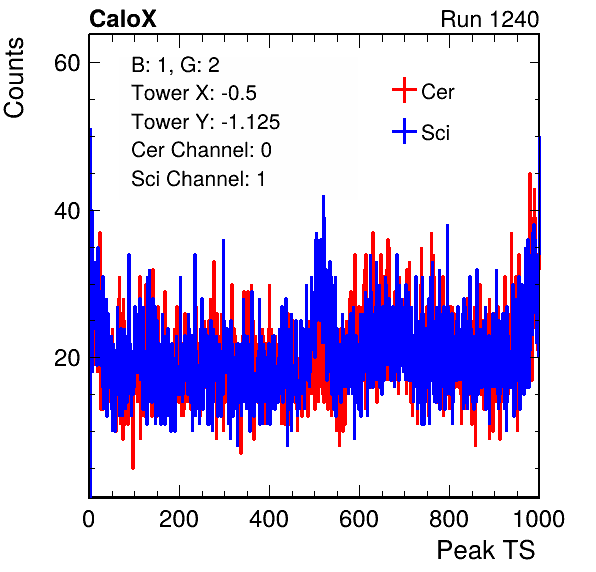 CaloX Run 1240
B: 1, G: 2
Tower X: -0.5
Tower Y: -1.125
Cer Channel: 0
Sci Channel: 1
Cer
Sci
Counts
60
40
20
0 200 400 600 800 1000
Peak TS